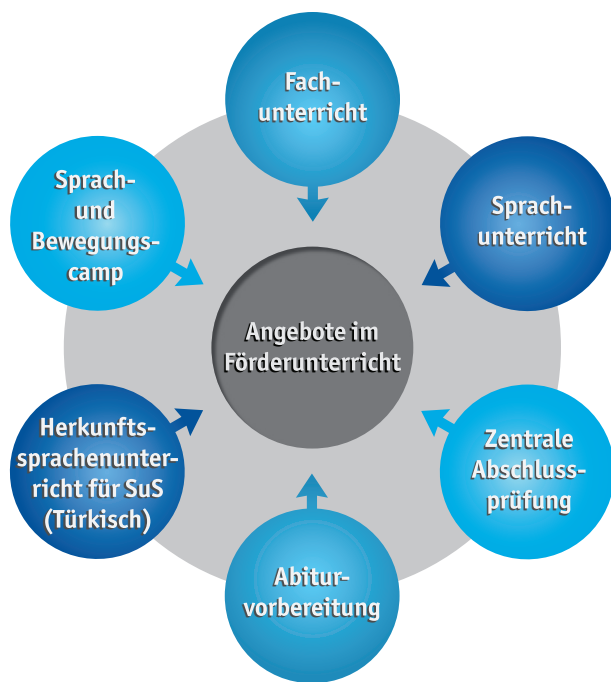 Fach-
unterricht
Sprach-
unterricht
Zentrale
Abschluss-
prüfung
Abitur-
vorbereitung
Herkunfts-
sprachenunter-
richt für SuS
(Türkisch)
Sprach-
und
Bewegungs-
camp
Angebote im
Förderunterricht